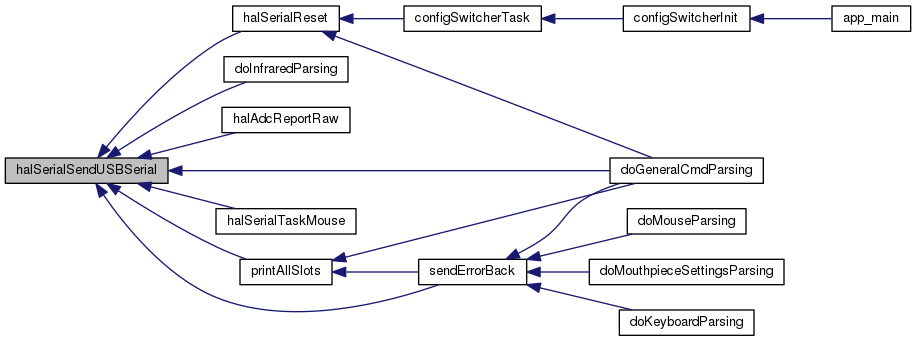 halSerialReset
configSwitcherTask
configSwitcherInit
app_main
doInfraredParsing
halAdcReportRaw
halSerialSendUSBSerial
doGeneralCmdParsing
halSerialTaskMouse
doMouseParsing
printAllSlots
sendErrorBack
doMouthpieceSettingsParsing
doKeyboardParsing